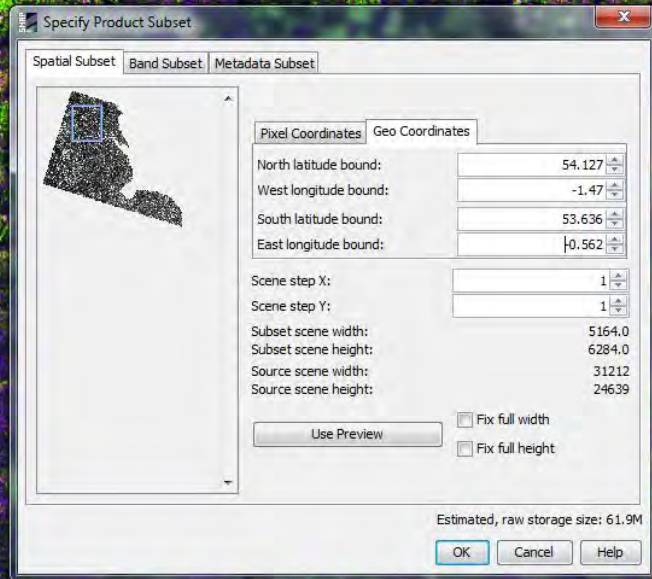 Specify Product Subset
Spatial Subset Band Subset Metadata Subset
Pixel Coordinates Geo Coordinates
North latitude bound: 54.127
West longitude bound: -1.47
South latitude bound: 53.636
East longitude bound: -0.562
Scene step X: 1
Scene step Y: 1
Subset scene width: 5164.0
Subset scene height: 6284.0
Source scene width: 31212
Source scene height: 24639
Use Preview
Fix full width
Fix full height
Estimated, raw storage size: 61.9M
OK Cancel Help